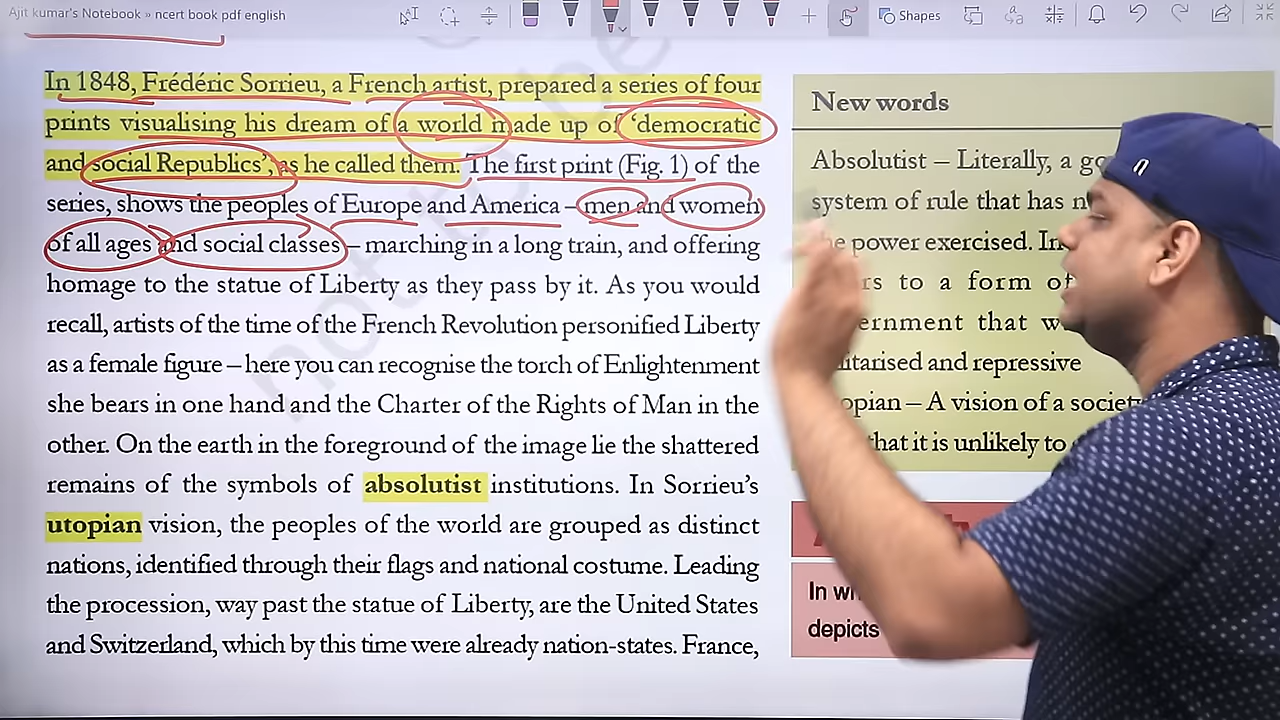 Ajit kumar's Notebook » ncert book pdf english
Shapes
In 1848, Frédéric Sorrieu, a French artist, prepared a series of four
prints visualising his dream of a world made up of ‘democratic
and social Republics’, as he called them. The first print (Fig. 1) of the
series, shows the peoples of Europe and America – men and women
of all ages and social classes – marching in a long train, and offering
homage to the statue of Liberty as they pass by it. As you would
recall, artists of the time of the French Revolution personified Liberty
as a female figure – here you can recognise the torch of Enlightenment
she bears in one hand and the Charter of the Rights of Man in the
other. On the earth in the foreground of the image lie the shattered
remains of the symbols of absolutist institutions. In Sorrieu’s
utopian vision, the peoples of the world are grouped as distinct
nations, identified through their flags and national costume. Leading
the procession, way past the statue of Liberty, are the United States
and Switzerland, which by this time were already nation-states. France,
New words
Absolutist – Literally, a
system of rule that has
power exercised.
to a form of
that
and repressive
– A vision of a society
that it is unlikely to
In
depicts
not be